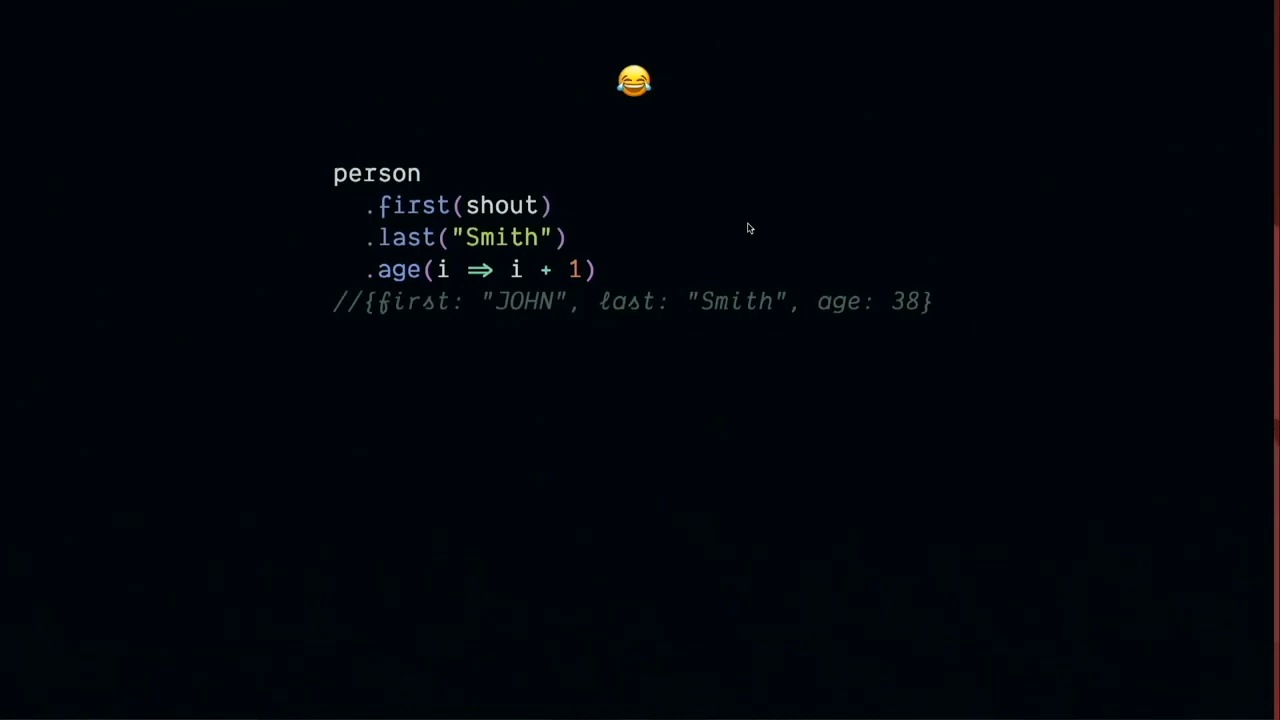 😂
person
  .first(shout)
  .last("Smith")
  .age(i => i + 1)
//{first: "JOHN", last: "Smith", age: 38}